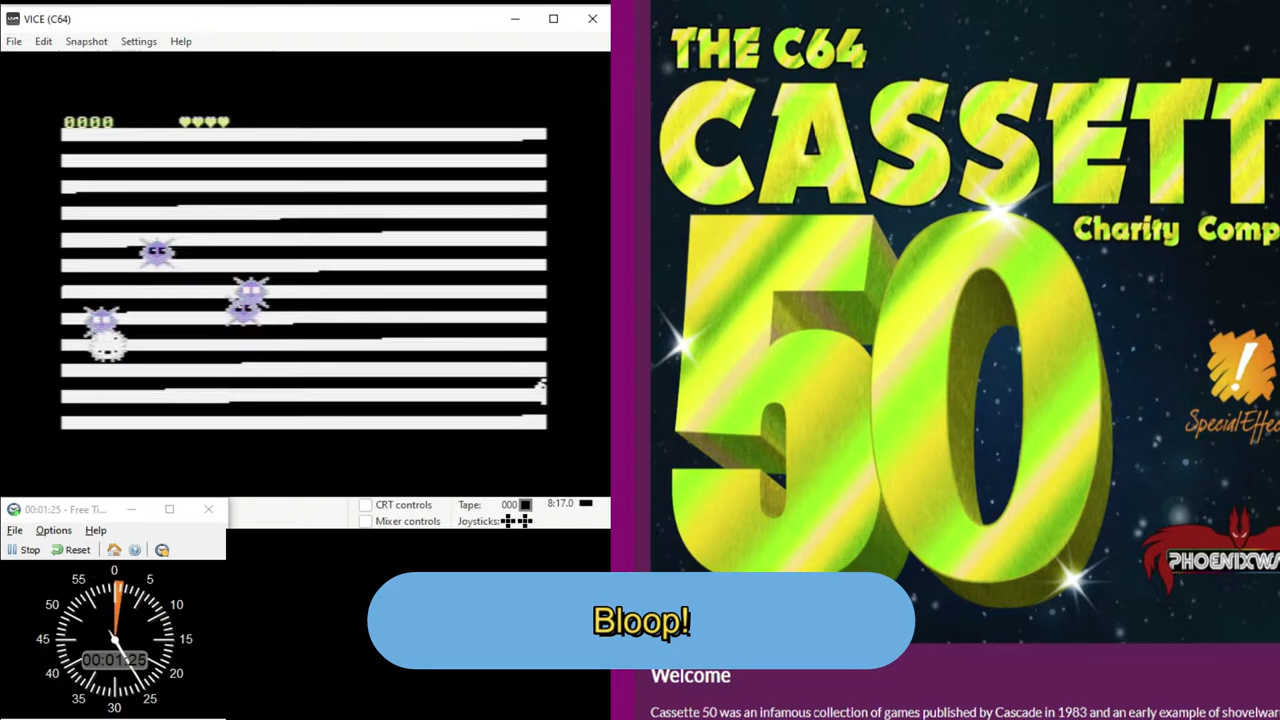 VICE (C64)
File Edit Snapshot Settings Help
0000 ♥♥♥♥
CRT controls
Mixer controls
Tape: 000
Joysticks:
8:17.0
00:01:25 - Free Ti...
File Options Help
Stop Reset
0
5
10
15
20
25
30
35
40
45
50
55
00:01:25
THE C64
CASSETT
50
Charity Comp
SpecialEffec
PHOENIXWA
Bloop!
Welcome
Cassette 50 was an infamous collection of games published by Cascade in 1983 and an early example of shovelwar